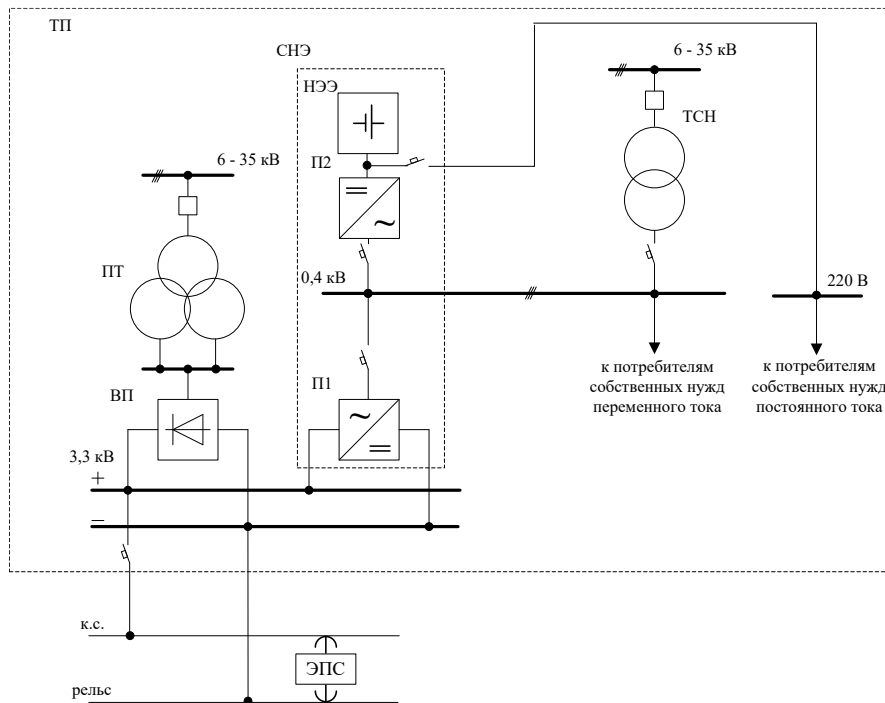 ТП
СНЭ
6 - 35 кВ
НЭЭ
ТСН
П2
6 - 35 кВ
ПТ
0,4 кВ
220 В
к потребителям
собственных нужд
переменного тока
к потребителям
собственных нужд
постоянного тока
ВП
П1
3,3 кВ
+
−
к.с.
ЭПС
рельс